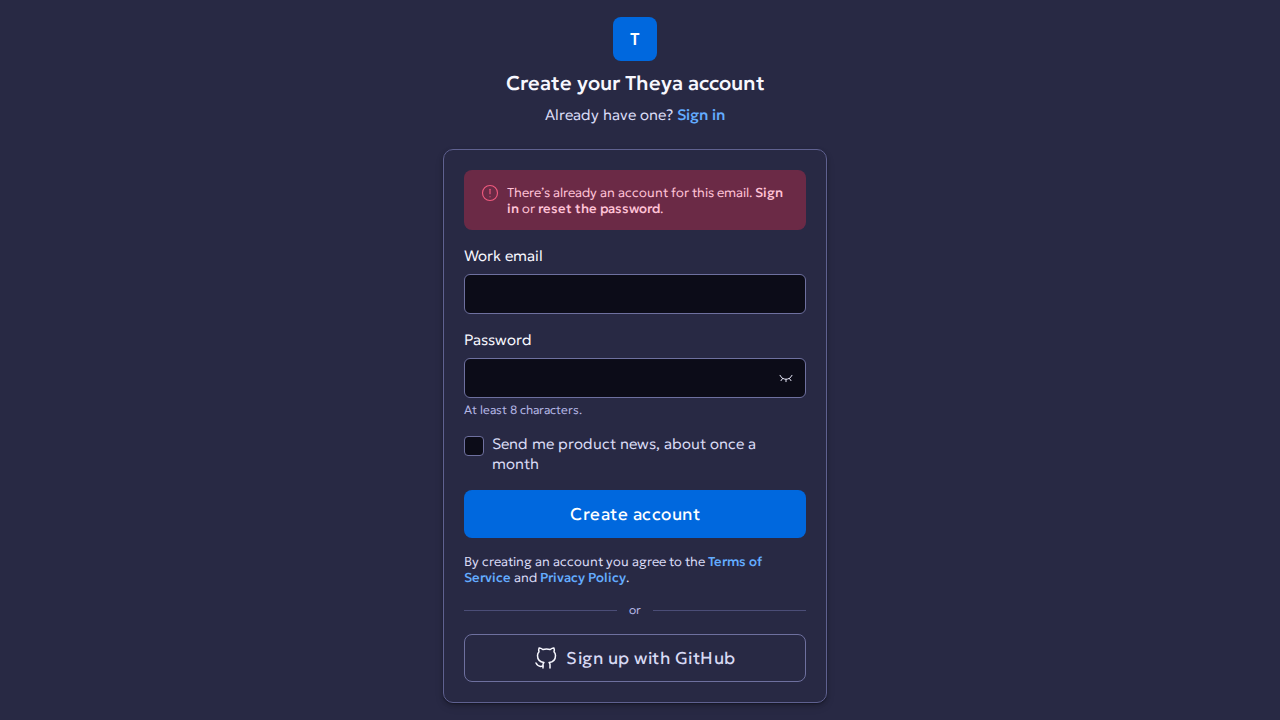 T
Create your Theya account
Already have one? Sign in
There's already an account for this email. Sign
in or reset the password.
Work email
Password
At least 8 characters.
Send me product news, about once a
month
Create account
By creating an account you agree to the Terms of
Service and Privacy Policy.
or
Sign up with GitHub